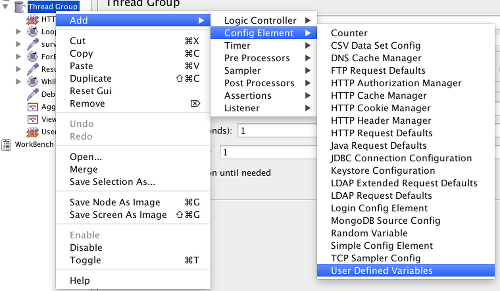 Thread Group
Thread Group
HT
Loo
surv
ForE
Res
Whil
Deb
Agg
View
User
WorkBench
Add
Cut ⌘X
Copy ⌘C
Paste ⌘V
Duplicate ⇧⌘C
Reset Gui
Remove ⌦
Undo
Redo
Open...
Merge
Save Selection As...
Save Node As Image ⌘G
Save Screen As Image ⇧⌘G
Enable
Disable
Toggle ⌘T
Help
Logic Controller
Config Element
Timer
Pre Processors
Sampler
Post Processors
Assertions
Listener
onds): 1
1
on until needed
Counter
CSV Data Set Config
DNS Cache Manager
FTP Request Defaults
HTTP Authorization Manager
HTTP Cache Manager
HTTP Cookie Manager
HTTP Header Manager
HTTP Request Defaults
Java Request Defaults
JDBC Connection Configuration
Keystore Configuration
LDAP Extended Request Defaults
LDAP Request Defaults
Login Config Element
MongoDB Source Config
Random Variable
Simple Config Element
TCP Sampler Config
User Defined Variables